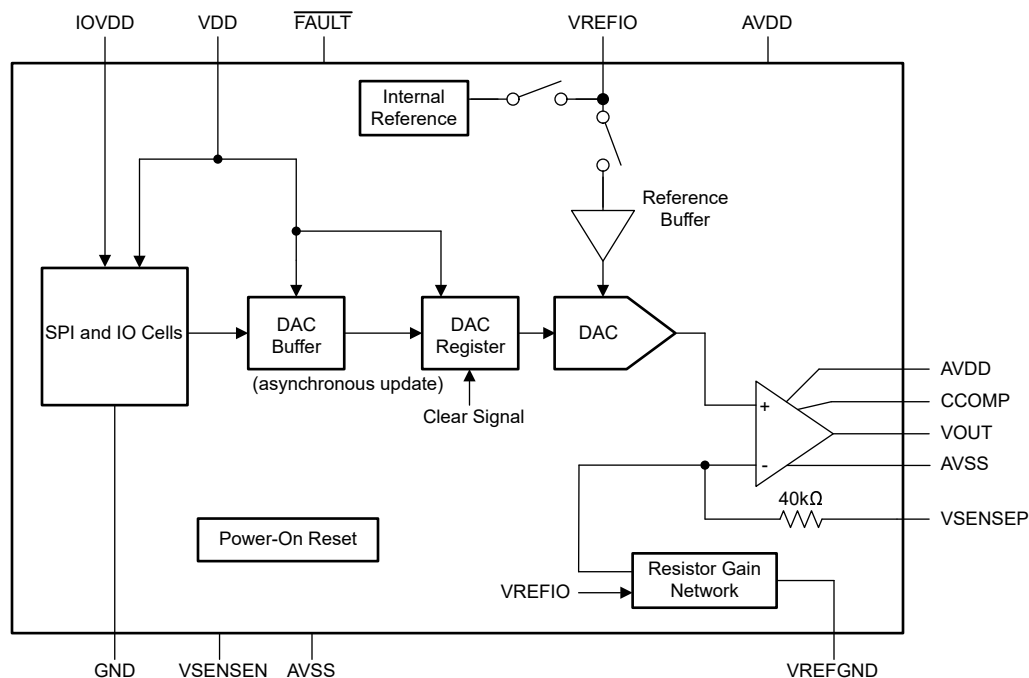 IOVDD
VDD
FAULT
VREFIO
AVDD
Internal
Reference
Reference
Buffer
SPI and IO Cells
DAC
Buffer
DAC
Register
DAC
(asynchronous update)
Clear Signal
+
-
AVDD
CCOMP
VOUT
AVSS
40kΩ
VSENSEP
Power-On Reset
VREFIO
Resistor Gain
Network
GND
VSENSEN
AVSS
VREFGND